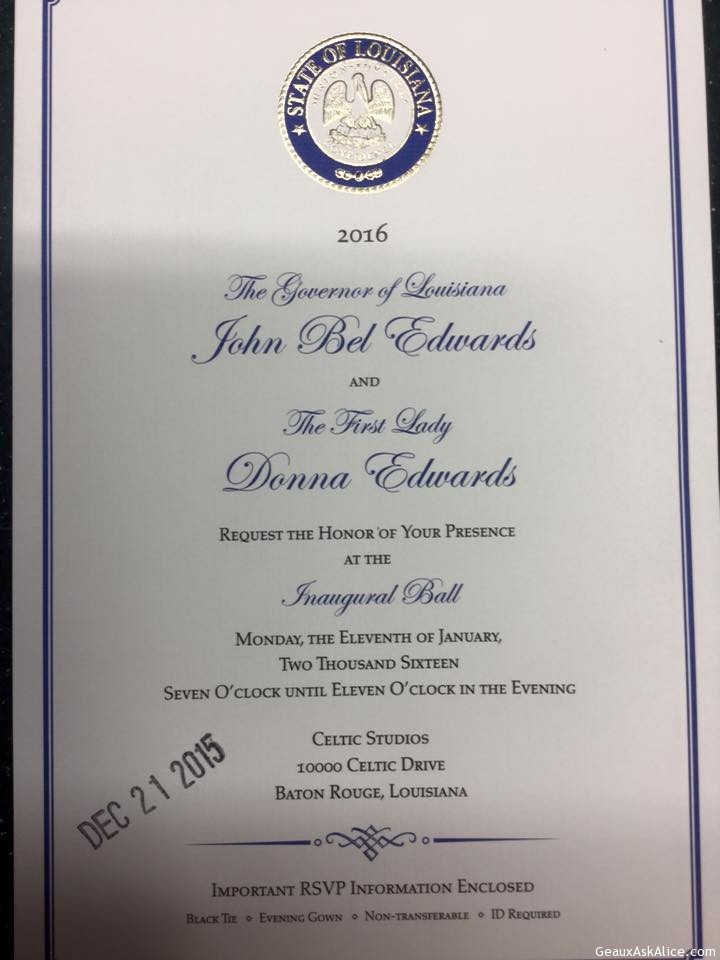 STATE OF LOUISIANA
2016
The Governor of Louisiana
John Bel Edwards
AND
The First Lady
Donna Edwards
REQUEST THE HONOR OF YOUR PRESENCE
AT THE
Inaugural Ball
MONDAY, THE ELEVENTH OF JANUARY,
TWO THOUSAND SIXTEEN
SEVEN O'CLOCK UNTIL ELEVEN O'CLOCK IN THE EVENING
CELTIC STUDIOS
10000 CELTIC DRIVE
BATON ROUGE, LOUISIANA
DEC 21 2015
IMPORTANT RSVP INFORMATION ENCLOSED
BLACK TIE ⋄ EVENING GOWN ⋄ NON-TRANSFERABLE ⋄ ID REQUIRED
GeauxAskAlice.com